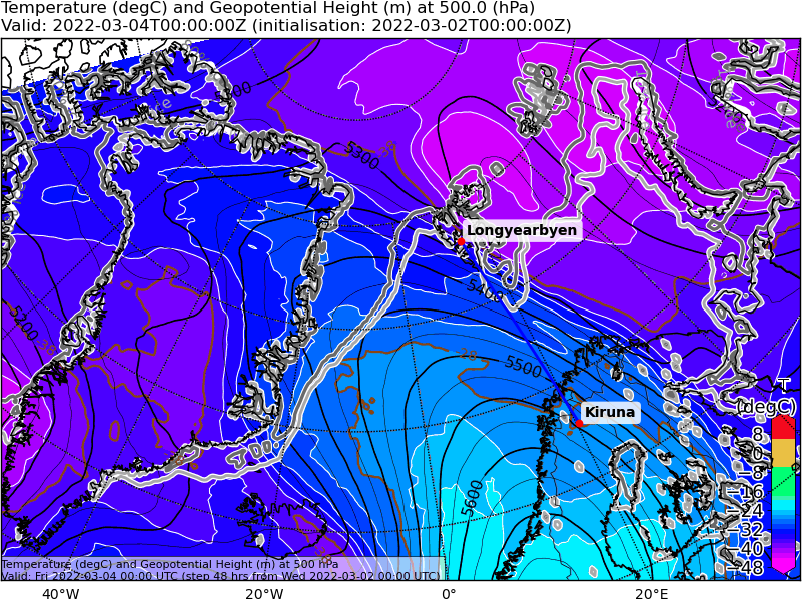 Temperature (degC) and Geopotential Height (m) at 500.0 (hPa)
Valid: 2022-03-04T00:00:00Z (initialisation: 2022-03-02T00:00:00Z)
5300
Longyearbyen
5400
5200
5500
Kiruna
5600
T
(degC)
8
0
−8
−16
−24
−32
−40
−48
Temperature (degC) and Geopotential Height (m) at 500 hPa
Valid: Fri 2022-03-04 00:00 UTC (step 48 hrs from Wed 2022-03-02 00:00 UTC)
40°W
20°W
0°
20°E